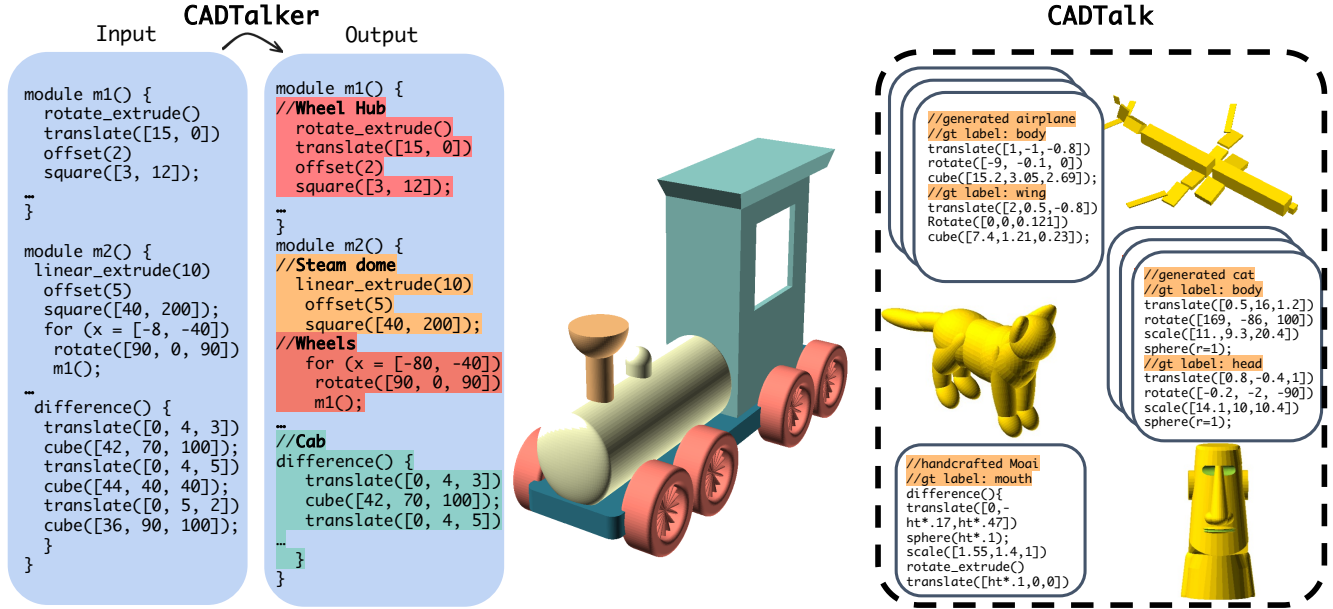 CADTalker
Input
Output
module m1() {
rotate_extrude()
translate([15, 0])
offset(2)
square([3, 12]);
…
}
module m2() {
linear_extrude(10)
offset(5)
square([40, 200]);
for (x = [-8, -40])
rotate([90, 0, 90])
m1();
…
difference() {
translate([0, 4, 3])
cube([42, 70, 100]);
translate([0, 4, 5])
cube([44, 40, 40]);
translate([0, 5, 2])
cube([36, 90, 100];
}
}
module m1() {
//Wheel Hub
rotate_extrude()
translate([15, 0])
offset(2)
square([3, 12]);
…
}
module m2() {
//Steam dome
linear_extrude(10)
offset(5)
square([40, 200]);
//Wheels
for (x = [-80, -40])
rotate([90, 0, 90])
m1();
…
//Cab
difference() {
translate([0, 4, 3])
cube([42, 70, 100]);
translate([0, 4, 5])
…
}
}
CADTalk
//generated airplane
//gt label: body
translate([1,-1,-0.8])
rotate([-9, -0.1, 0])
cube([15.2,3.05,2.69]);
//gt label: wing
translate([2,0.5,-0.8])
Rotate([0,0,0.121])
cube([7.4,1.21,0.23]);
//generated cat
//gt label: body
translate([0.5,16,1.2])
rotate([169, -86, 100])
scale([11.,9.3,20.4])
sphere(r=1);
//gt label: head
translate([0.8,-0.4,1])
rotate([-0.2, -2, -90])
scale([14.1,10,10.4])
sphere(r=1);
//handcrafted Moai
//gt label: mouth
difference(){
translate([0,-
ht*.17,ht*.47])
sphere(ht*.1);
scale([1.55,1.4,1])
rotate_extrude()
translate([ht*.1,0,0])